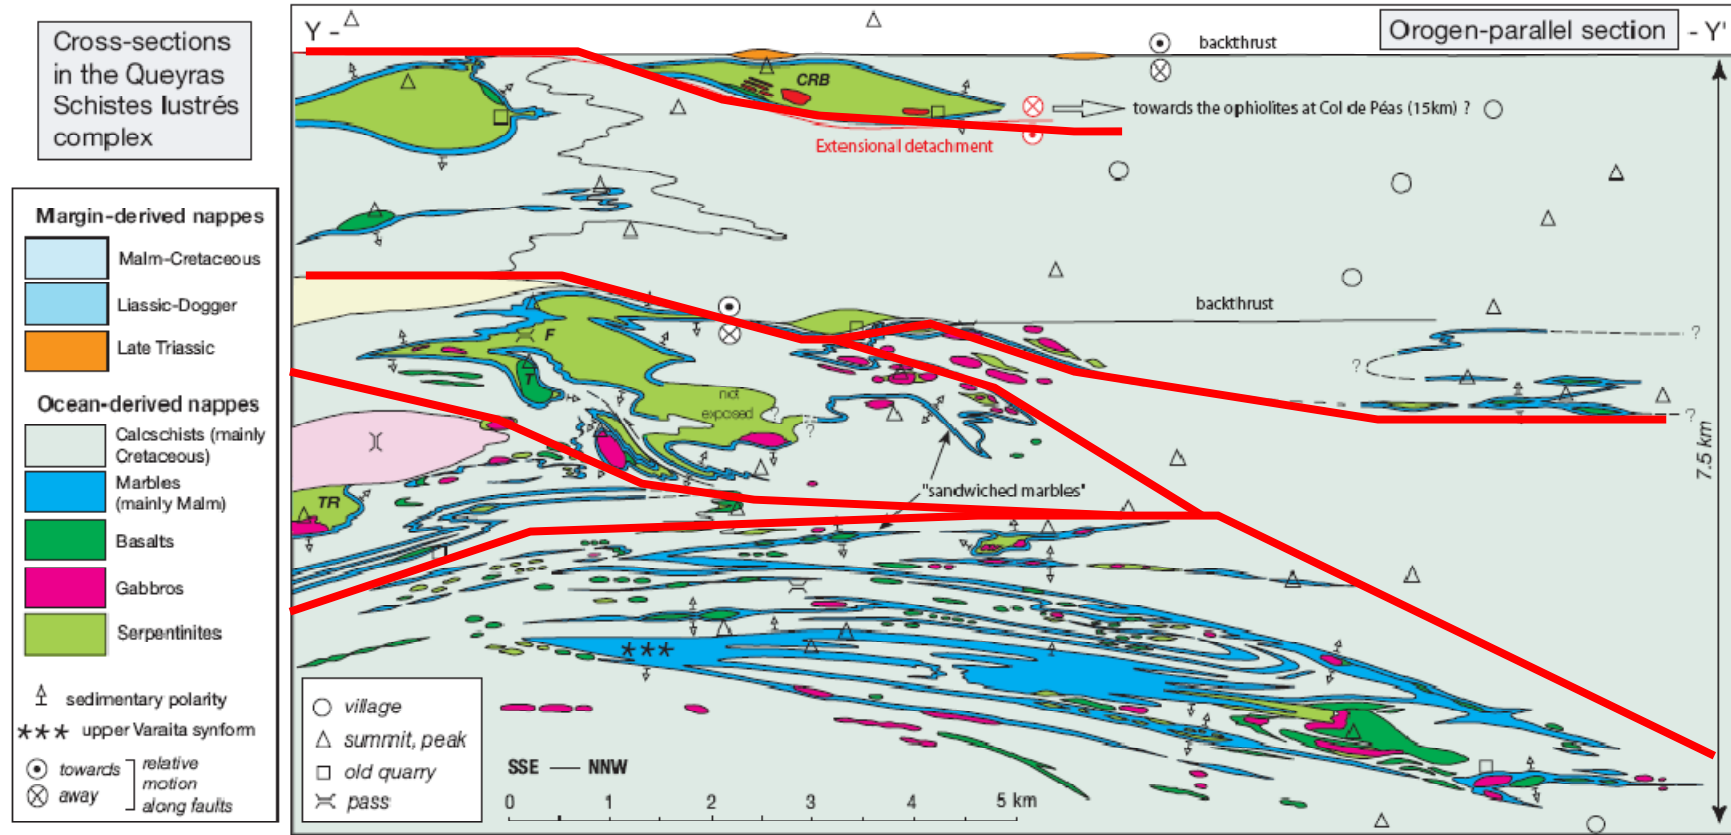 Cross-sections
in the Queyras
Schistes lustrés
complex
Y -
Orogen-parallel section
- Y'
backthrust
CRB
towards the ophiolites at Col de Péas (15km) ?
Extensional detachment
Margin-derived nappes
Malm-Cretaceous
Liassic-Dogger
Late Triassic
Ocean-derived nappes
Calcschists (mainly
Cretaceous)
Marbles
(mainly Malm)
Basalts
Gabbros
Serpentinites
sedimentary polarity
*** upper Varaita synform
towards
away
relative
motion
along faults
backthrust
F
T
not
exposed
?
?
?
?
?
TR
"sandwiched marbles"
7.5 km
***
village
summit, peak
old quarry
pass
SSE — NNW
0 1 2 3 4 5 km